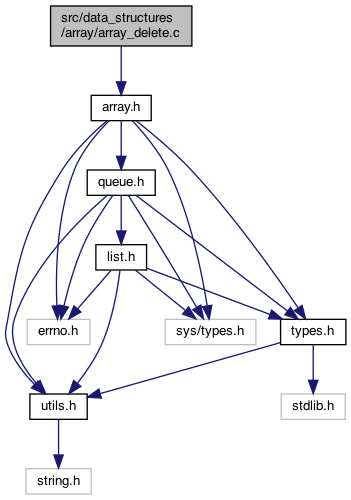 src/data_structures
/array/array_delete.c
array.h
queue.h
list.h
errno.h
sys/types.h
types.h
utils.h
stdlib.h
string.h